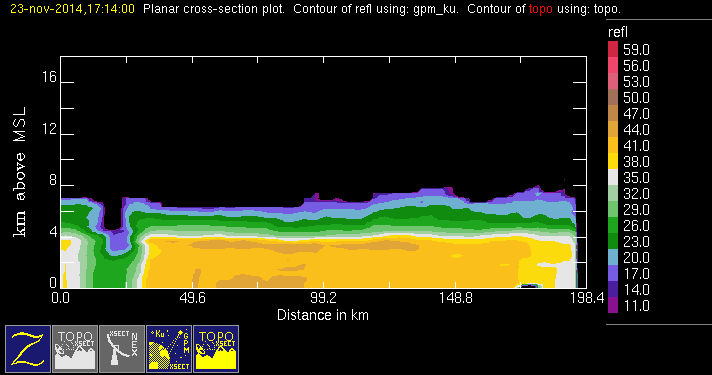 23-nov-2014,17:14:00 Planar cross-section plot. Contour of refl using: gpm_ku. Contour of topo using: topo.
refl
59.0
56.0
53.0
50.0
47.0
44.0
41.0
38.0
35.0
32.0
29.0
26.0
23.0
20.0
17.0
14.0
11.0
km above MSL
16
12
8
4
0
0.0 49.6 99.2 148.8 198.4
Distance in km
Z
TOPO
XSECT
XSECT
XM2
Ku
GPM
XSECT
TOPO
XSECT